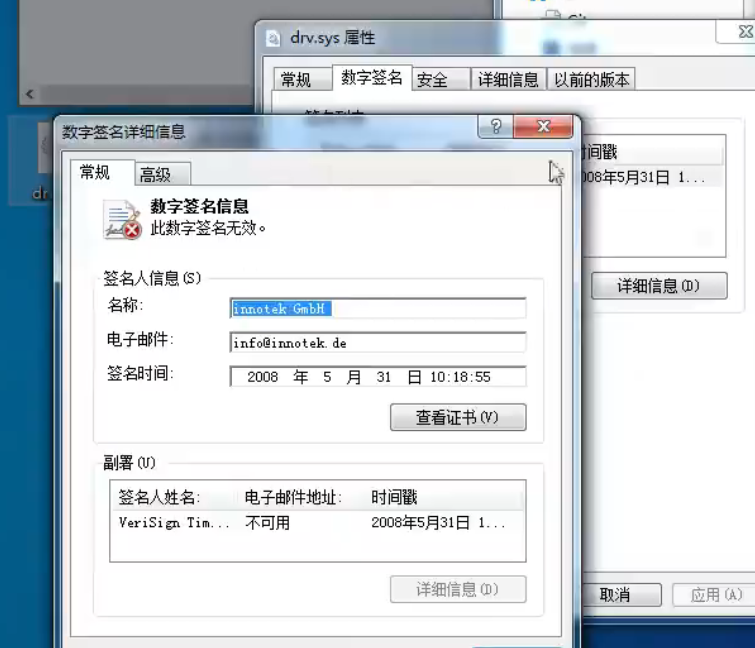 drv.sys 属性
常规 数字签名 安全 详细信息 以前的版本
数字签名详细信息
常规 高级
数字签名信息
此数字签名无效。
签名人信息(S)
名称:
innotek GmbH
电子邮件:
info@innotek.de
签名时间:
2008 年 5 月 31 日 10:18:55
查看证书(V)
副署(U)
签名人姓名: 电子邮件地址: 时间戳
VeriSign Tim... 不可用 2008年5月31日 1...
详细信息(D)
时间戳
2008年5月31日 1...
详细信息(D)
取消 应用(A)